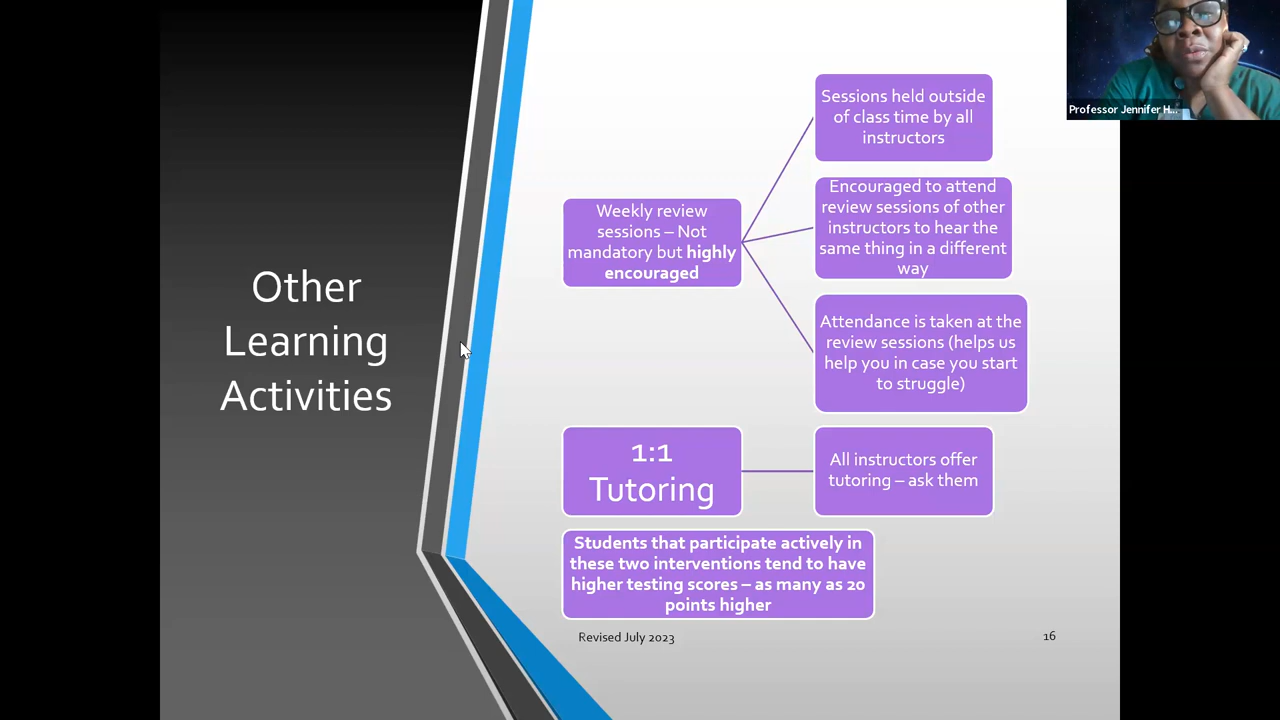 Professor Jennifer H...
Other
Learning
Activities
Weekly review
sessions – Not
mandatory but highly
encouraged
Sessions held outside
of class time by all
instructors
Encouraged to attend
review sessions of other
instructors to hear the
same thing in a different
way
Attendance is taken at the
review sessions (helps us
help you in case you start
to struggle)
1:1
Tutoring
All instructors offer
tutoring – ask them
Students that participate actively in
these two interventions tend to have
higher testing scores – as many as 20
points higher
Revised July 2023
16